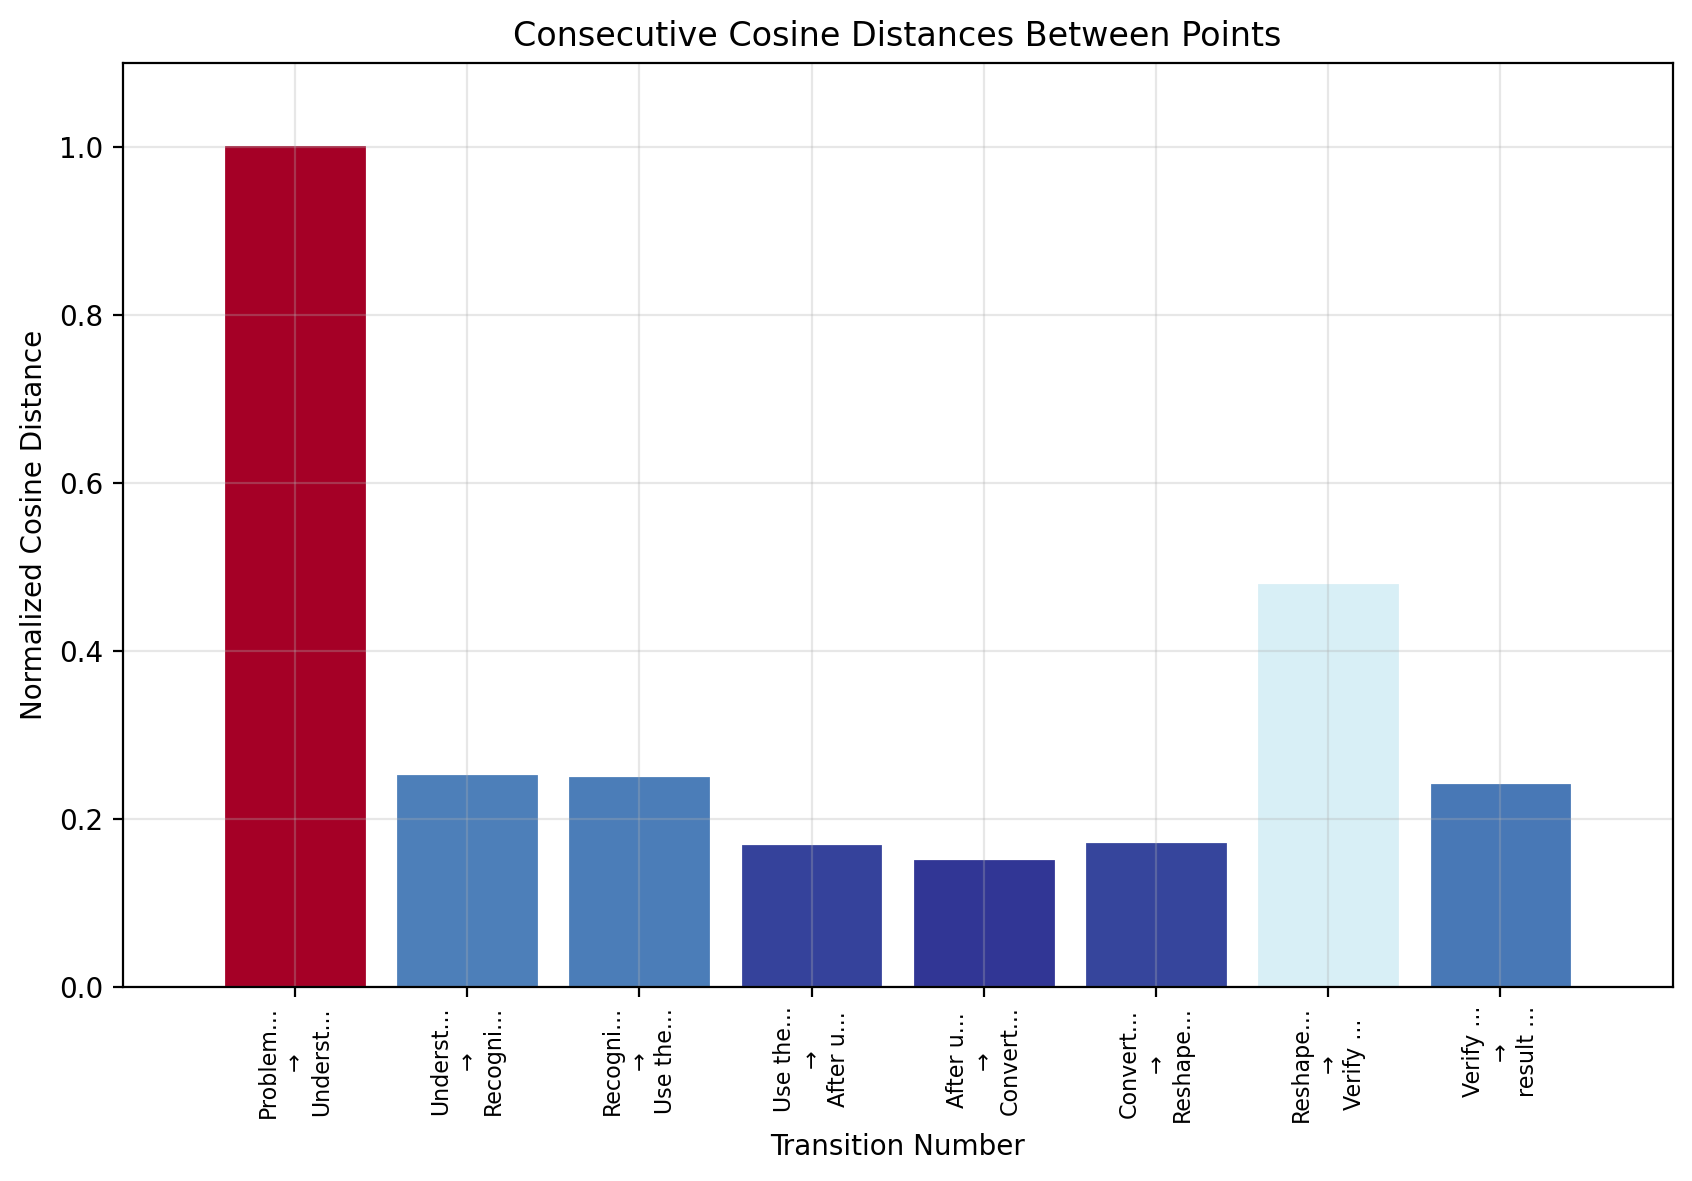 Consecutive Cosine Distances Between Points
Normalized Cosine Distance
1.0
0.8
0.6
0.4
0.2
0.0
Problem...
→
Underst...
Underst...
→
Recogni...
Recogni...
→
Use the...
Use the...
→
After u...
After u...
→
Convert...
Convert...
→
Reshape...
Reshape...
→
Verify ...
Verify ...
→
result ...
Transition Number